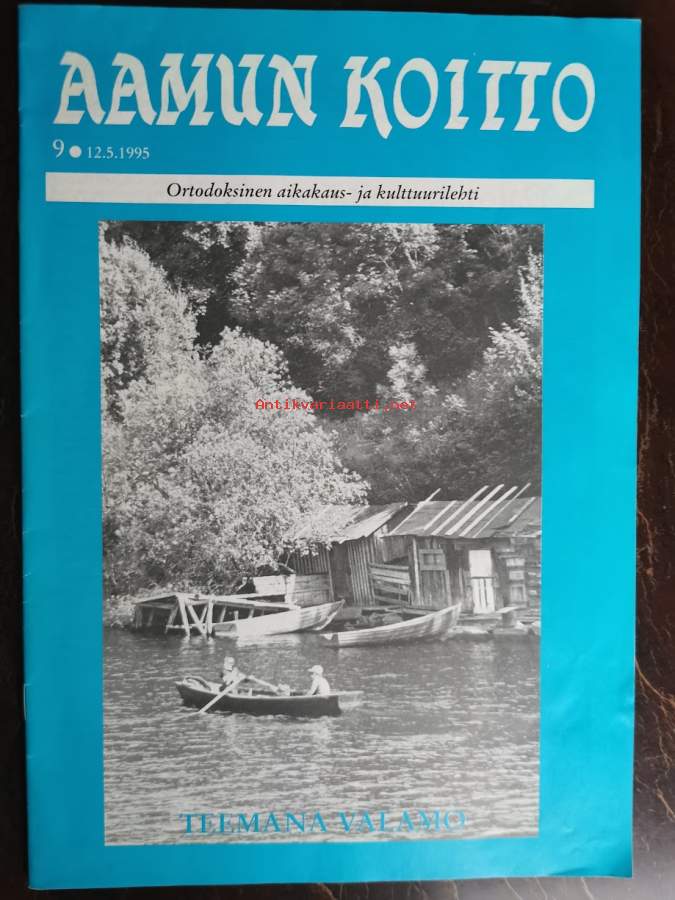 AAMUN KOITTO
9 ● 12.5.1995
Ortodoksinen aikakaus- ja kulttuurilehti
Antikvariaatti.net
TEEMANA VALAMO